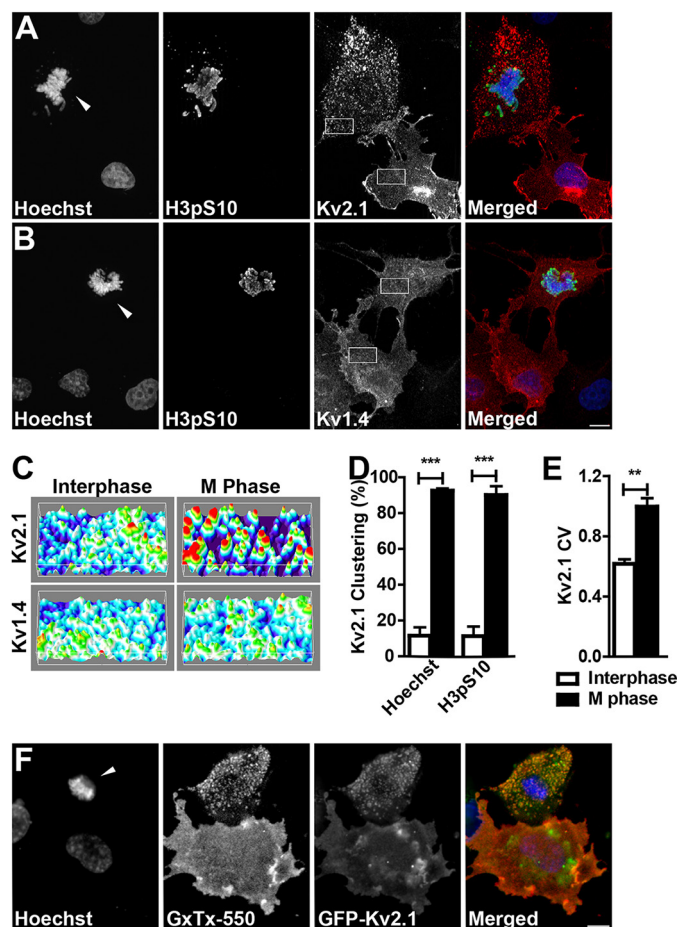 A
Hoechst H3pS10 Kv2.1 Merged
B
Hoechst H3pS10 Kv1.4 Merged
C
Interphase M Phase
Kv2.1
Kv1.4
D
Kv2.1 Clustering (%)
100
80
60
40
20
0
*** ***
Hoechst H3pS10
E
Kv2.1 CV
1.2
0.8
0.4
0.0
**
Interphase
M phase
F
Hoechst GxTx-550 GFP-Kv2.1 Merged